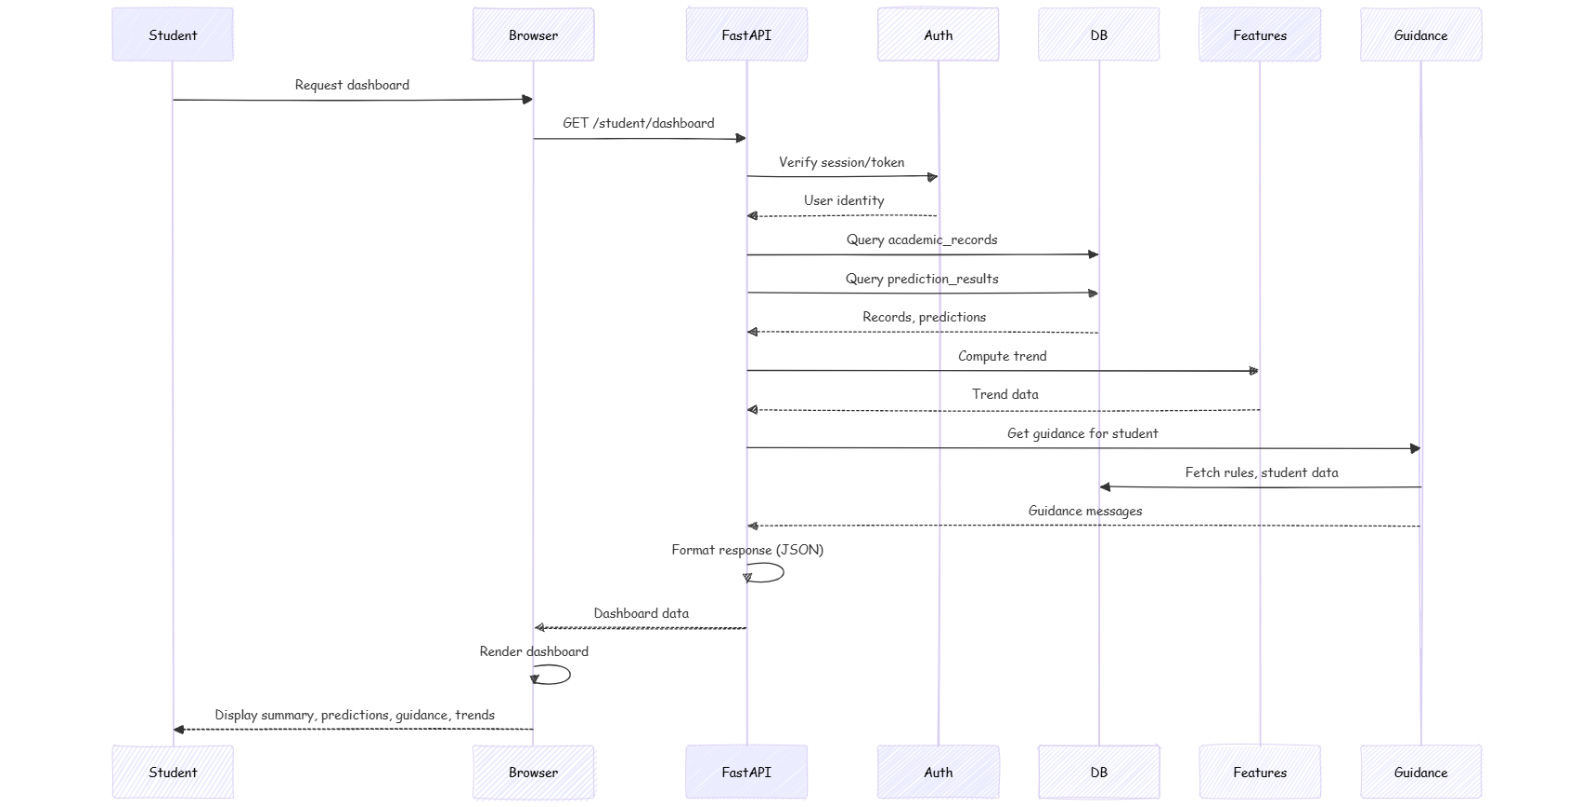 Student Browser FastAPI Auth DB Features Guidance
Request dashboard
GET /student/dashboard
Verify session/token
User identity
Query academic_records
Query prediction_results
Records, predictions
Compute trend
Trend data
Get guidance for student
Fetch rules, student data
Guidance messages
Format response (JSON)
Dashboard data
Render dashboard
Display summary, predictions, guidance, trends
Student Browser FastAPI Auth DB Features Guidance